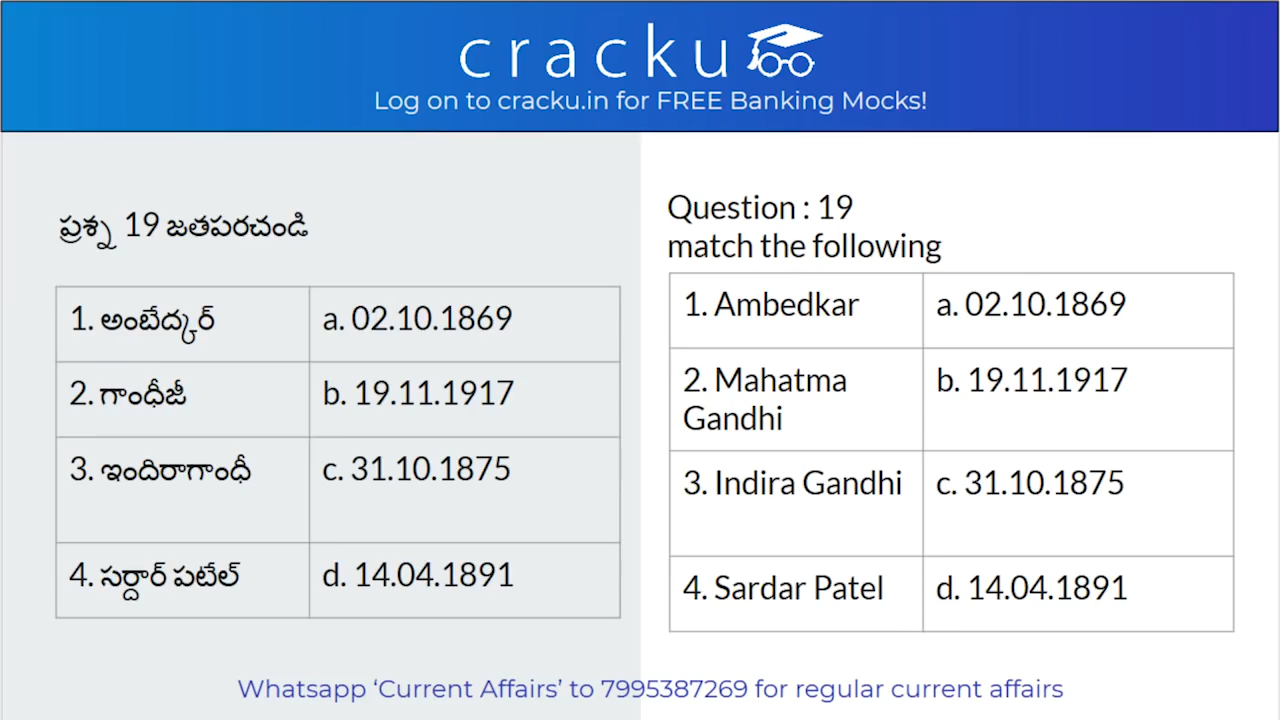 cracku
Log on to cracku.in for FREE Banking Mocks!
ప్రశ్న 19 జతపరచండి
1. అంబేద్కర్ a. 02.10.1869
2. గాంధీజీ b. 19.11.1917
3. ఇందిరాగాంధీ c. 31.10.1875
4. సర్దార్ పటేల్ d. 14.04.1891
Question : 19
match the following
1. Ambedkar a. 02.10.1869
2. Mahatma b. 19.11.1917
Gandhi
3. Indira Gandhi c. 31.10.1875
4. Sardar Patel d. 14.04.1891
Whatsapp ‘Current Affairs’ to 7995387269 for regular current affairs